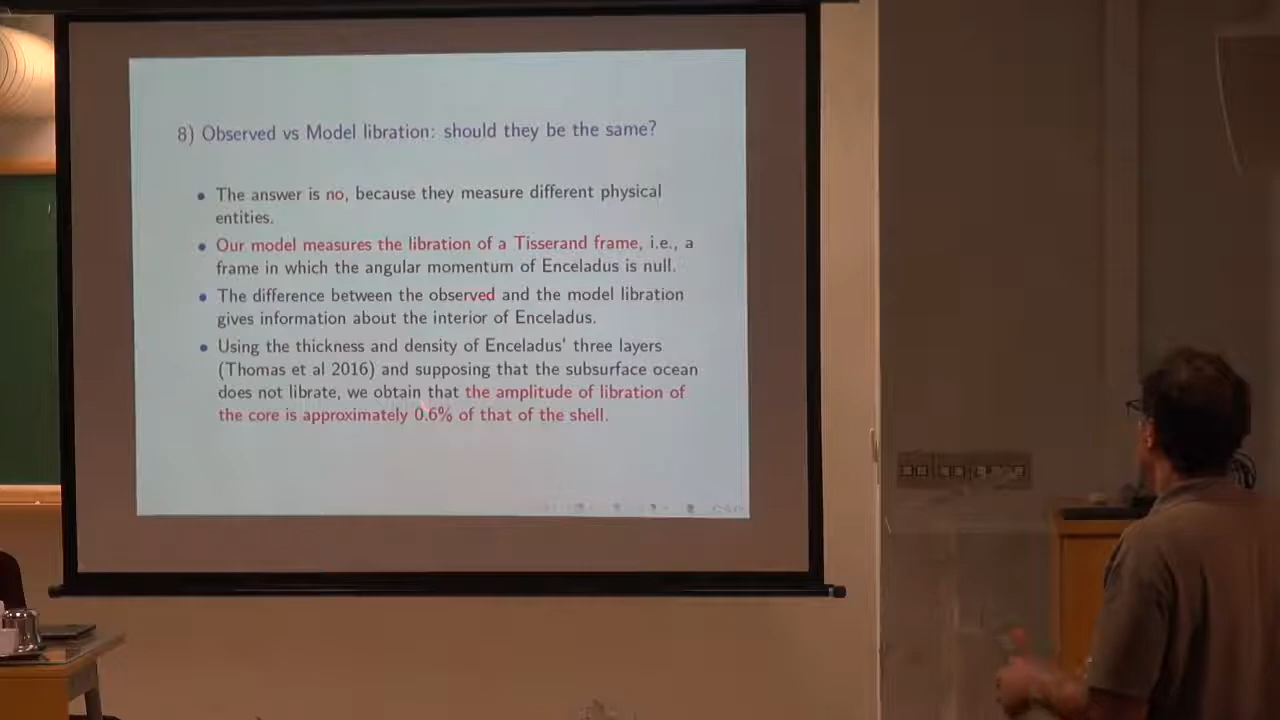 8) Observed vs Model libration: should they be the same?
• The answer is no, because they measure different physical
entities.
• Our model measures the libration of a Tisserand frame, i.e., a
frame in which the angular momentum of Enceladus is null.
• The difference between the observed and the model libration
gives information about the interior of Enceladus.
• Using the thickness and density of Enceladus' three layers
(Thomas et al 2016) and supposing that the subsurface ocean
does not librate, we obtain that the amplitude of libration of
the core is approximately 0.6% of that of the shell.